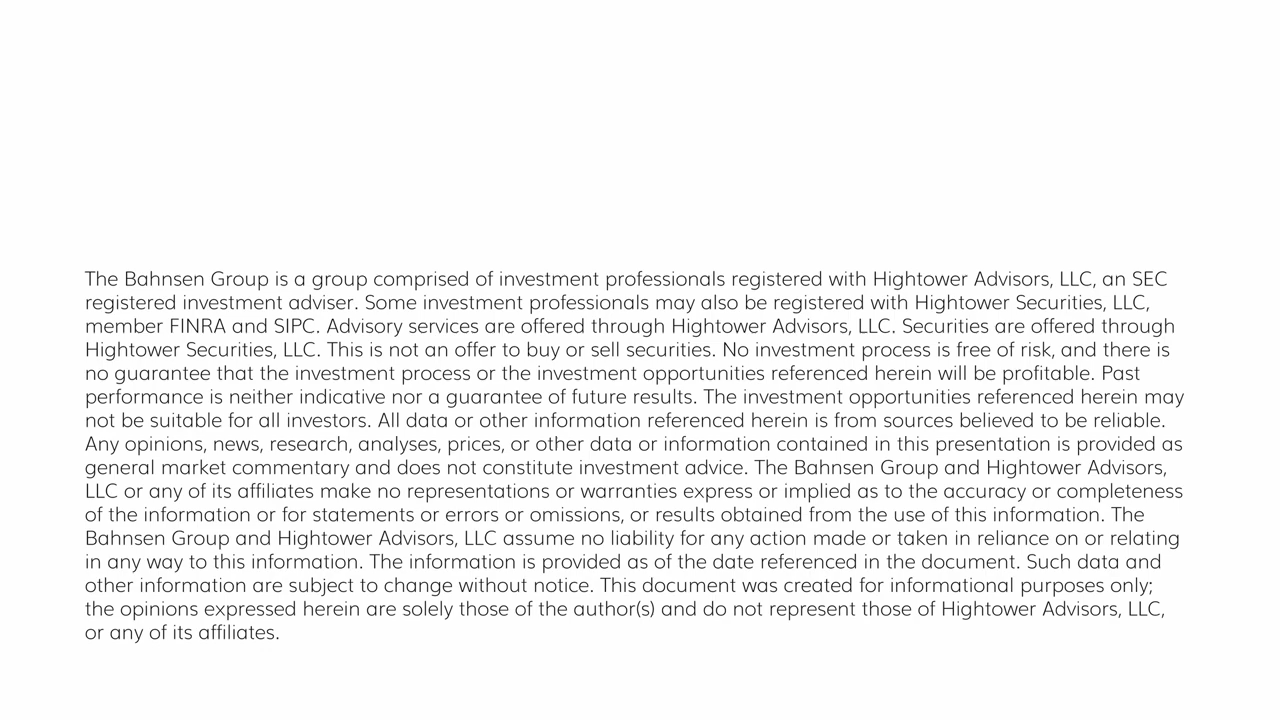 The Bahnsen Group is a group comprised of investment professionals registered with Hightower Advisors, LLC, an SEC
registered investment adviser. Some investment professionals may also be registered with Hightower Securities, LLC,
member FINRA and SIPC. Advisory services are offered through Hightower Advisors, LLC. Securities are offered through
Hightower Securities, LLC. This is not an offer to buy or sell securities. No investment process is free of risk, and there is
no guarantee that the investment process or the investment opportunities referenced herein will be profitable. Past
performance is neither indicative nor a guarantee of future results. The investment opportunities referenced herein may
not be suitable for all investors. All data or other information referenced herein is from sources believed to be reliable.
Any opinions, news, research, analyses, prices, or other data or information contained in this presentation is provided as
general market commentary and does not constitute investment advice. The Bahnsen Group and Hightower Advisors,
LLC or any of its affiliates make no representations or warranties express or implied as to the accuracy or completeness
of the information or for statements or errors or omissions, or results obtained from the use of this information. The
Bahnsen Group and Hightower Advisors, LLC assume no liability for any action made or taken in reliance on or relating
in any way to this information. The information is provided as of the date referenced in the document. Such data and
other information are subject to change without notice. This document was created for informational purposes only;
the opinions expressed herein are solely those of the author(s) and do not represent those of Hightower Advisors, LLC,
or any of its affiliates.